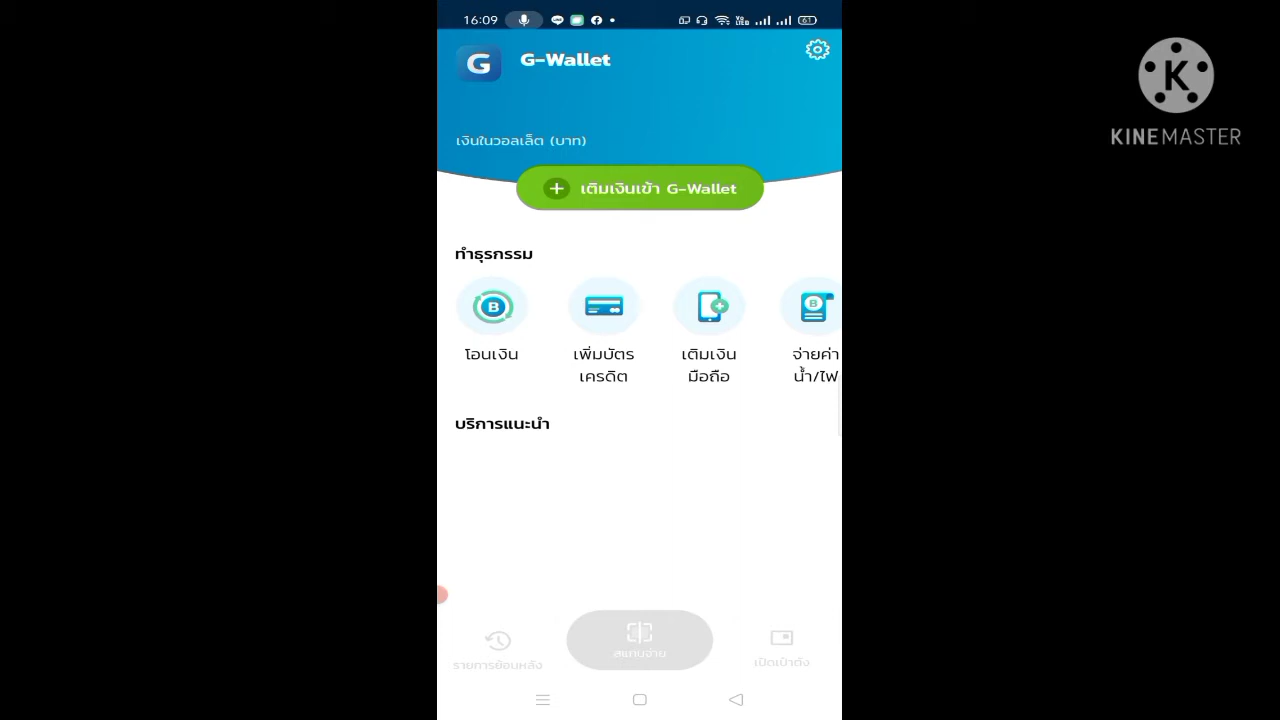 16:09
Vo
LTE
61
G
G-Wallet
เงินในวอลเล็ต (บาท)
+ เติมเงินเข้า G-Wallet
ทำธุรกรรม
โอนเงิน
เพิ่มบัตร
เครดิต
เติมเงิน
มือถือ
จ่ายค่า
น้ำ/ไฟ
บริการแนะนำ
รายการย้อนหลัง
สแกนจ่าย
เปิดเป๋าตัง
K
KINEMASTER